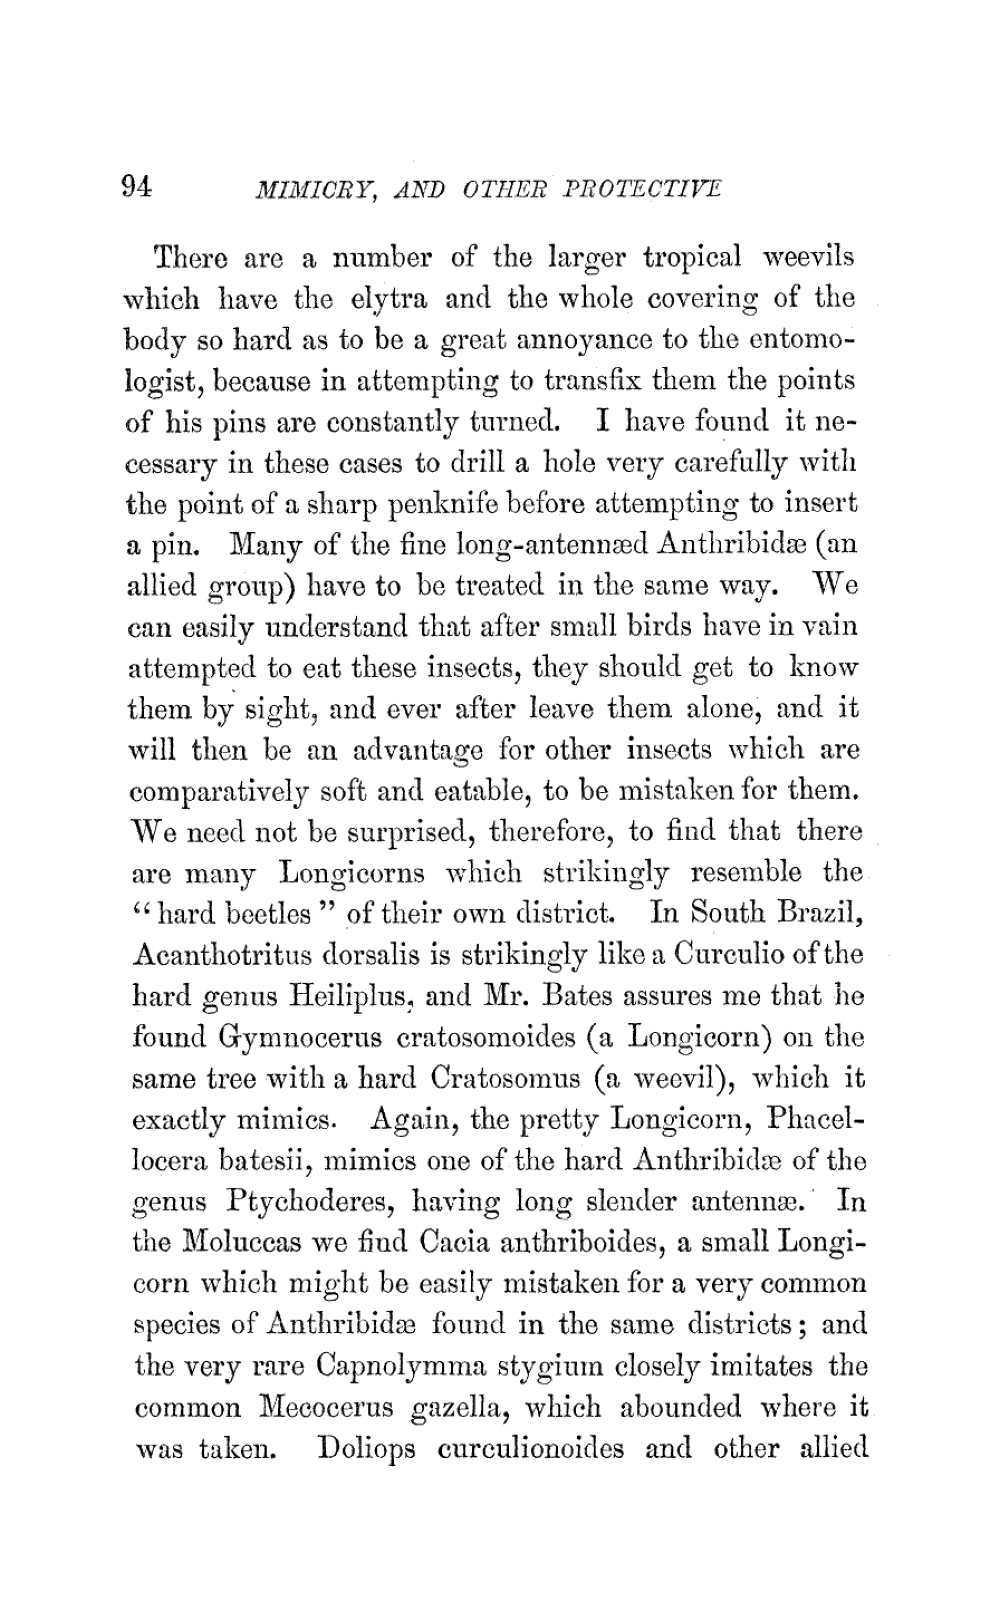 94 MIMICRY, AND OTHER PROTECTIVE
There are a number of the larger tropical weevils
which have the elytra and the whole covering of the
body so hard as to be a great annoyance to the entomo-
logist, because in attempting to transfix them the points
of his pins are constantly turned. I have found it ne-
cessary in these cases to drill a hole very carefully with
the point of a sharp penknife before attempting to insert
a pin. Many of the fine long-antennæd Anthribidæ (an
allied group) have to be treated in the same way. We
can easily understand that after small birds have in vain
attempted to eat these insects, they should get to know
them by sight, and ever after leave them alone, and it
will then be an advantage for other insects which are
comparatively soft and eatable, to be mistaken for them.
We need not be surprised, therefore, to find that there
are many Longicorns which strikingly resemble the
“hard beetles” of their own district. In South Brazil,
Acanthotritus dorsalis is strikingly like a Curculio of the
hard genus Heiliplus, and Mr. Bates assures me that he
found Gymnocerus cratosomoides (a Longicorn) on the
same tree with a hard Cratosomus (a weevil), which it
exactly mimics. Again, the pretty Longicorn, Phacel-
locera batesii, mimics one of the hard Anthribidæ of the
genus Ptychoderes, having long slender antennæ. In
the Moluccas we find Cacia anthriboides, a small Longi-
corn which might be easily mistaken for a very common
species of Anthribidæ found in the same districts; and
the very rare Capnolymma stygium closely imitates the
common Mecocerus gazella, which abounded where it
was taken. Doliops curculionoides and other allied